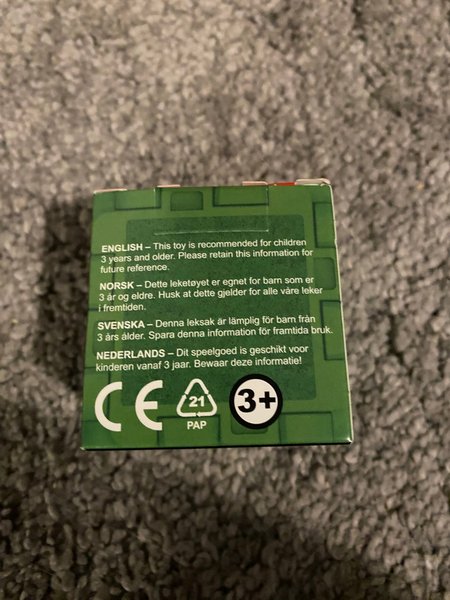 ENGLISH – This toy is recommended for children
3 years and older. Please retain this information for
future reference.
NORSK – Dette leketøyet er egnet for barn som er
3 år og eldre. Husk at dette gjelder for alle våre leker
i fremtiden.
SVENSKA – Denna leksak är lämplig för barn från
3 års ålder. Spara denna information för framtida bruk.
NEDERLANDS – Dit speelgoed is geschikt voor
kinderen vanaf 3 jaar. Bewaar deze informatie!
CE 21 3+
PAP